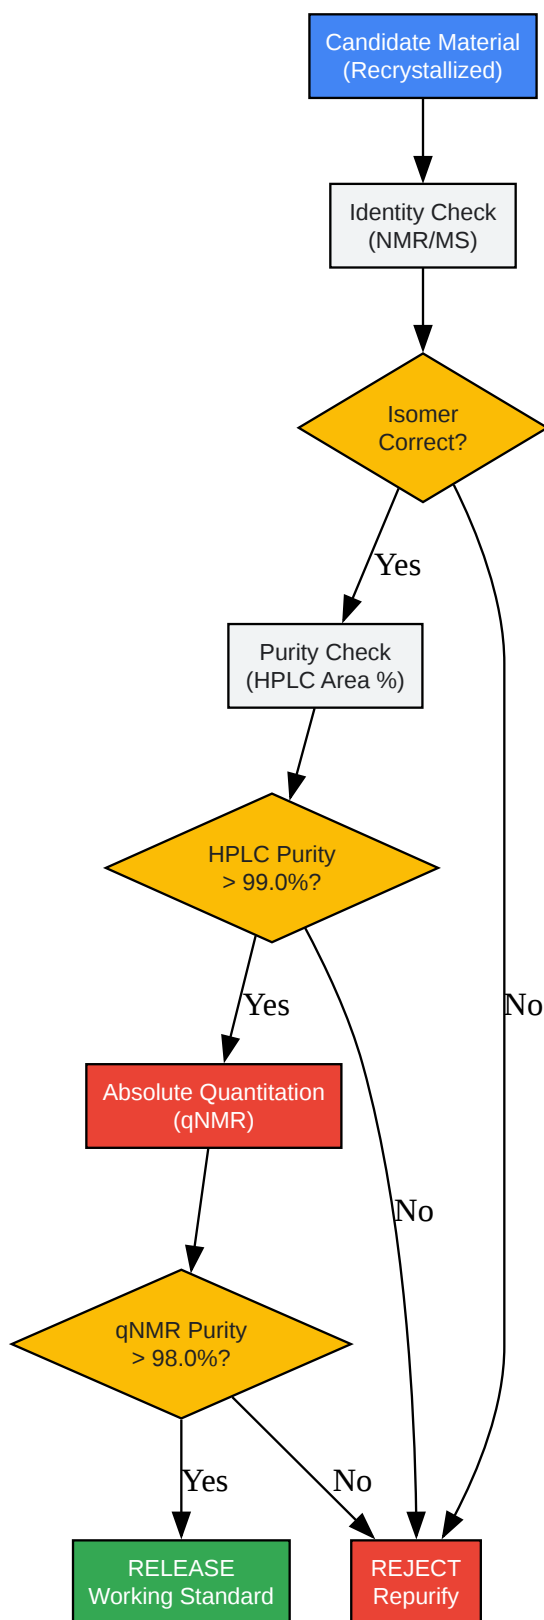 Candidate Material
(Recrystallized)
Identity Check
(NMR/MS)
Isomer
Correct?
Yes
Purity Check
(HPLC Area %)
HPLC Purity
> 99.0%?
Yes
No
Absolute Quantitation
(qNMR)
No
qNMR Purity
> 98.0%?
Yes
No
RELEASE
Working Standard
REJECT
Repurify